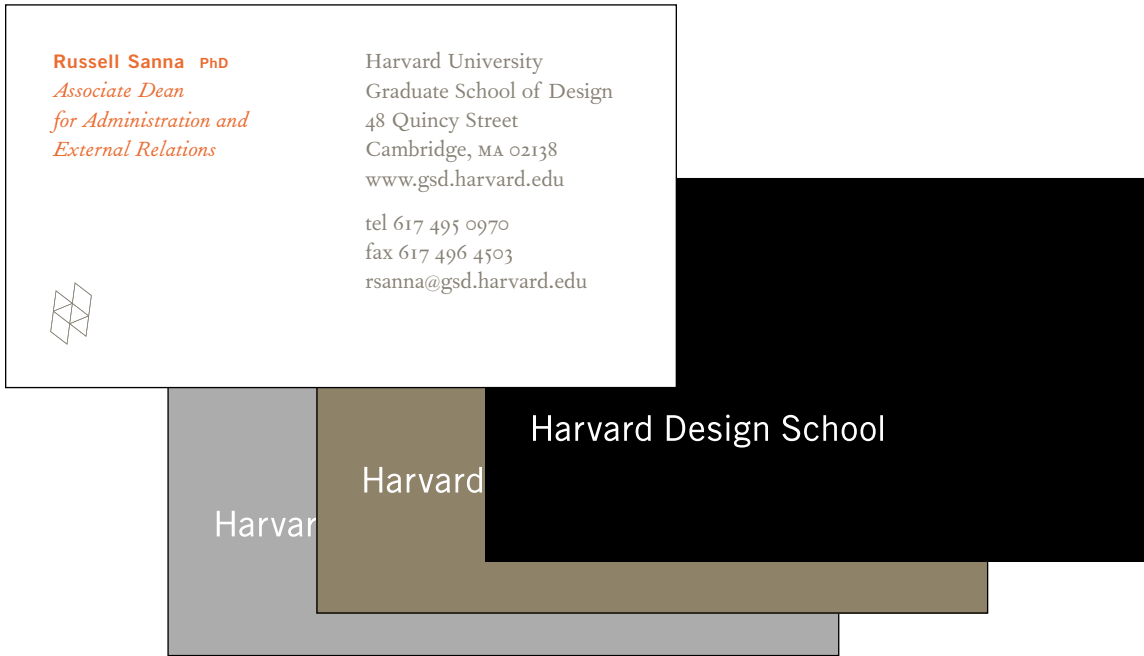 Russell Sanna PhD
Associate Dean
for Administration and
External Relations
Harvard University
Graduate School of Design
48 Quincy Street
Cambridge, MA 02138
www.gsd.harvard.edu
tel 617 495 0970
fax 617 496 4503
rsanna@gsd.harvard.edu
Harvard Design School
Harvard
Harvar